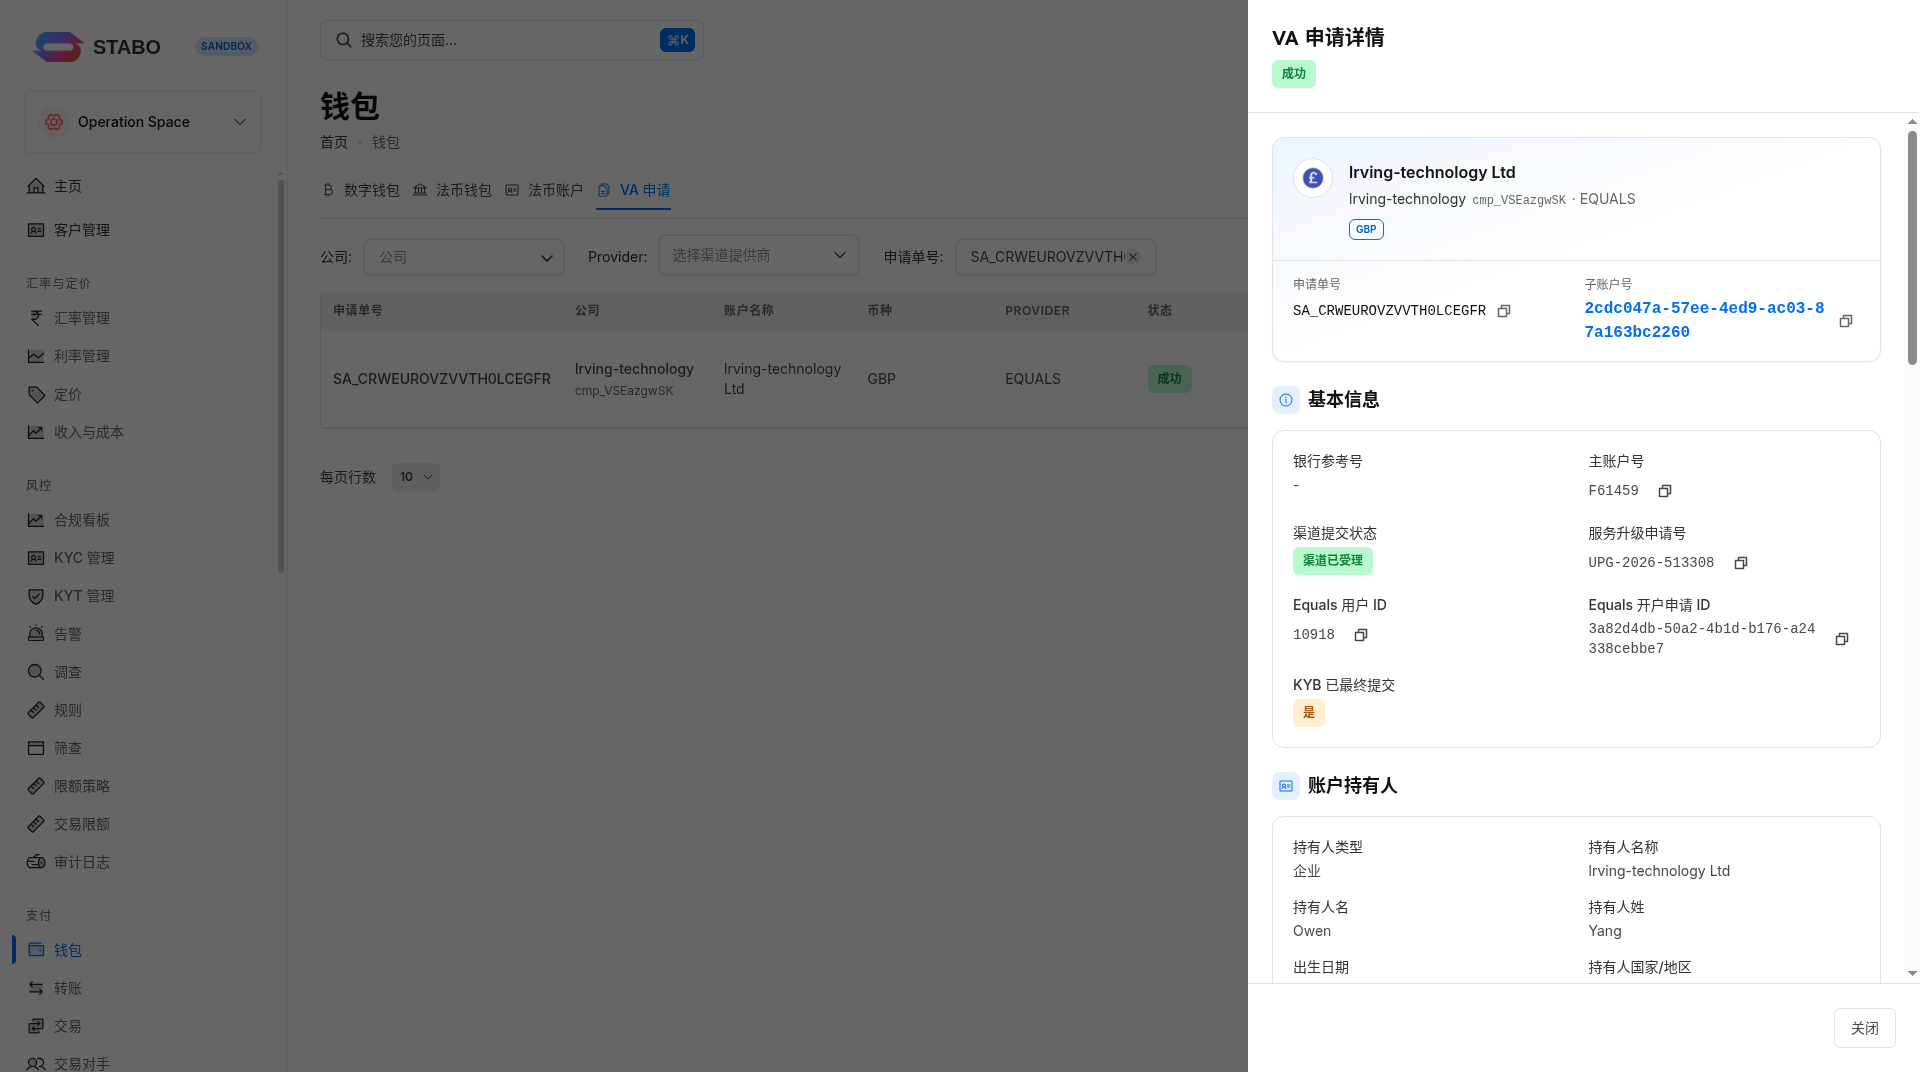 STABO
SANDBOX
Operation Space
主页
客户管理
汇率与定价
汇率管理
利率管理
定价
收入与成本
风控
合规看板
KYC 管理
KYT 管理
告警
调查
规则
筛查
限额策略
交易限额
审计日志
支付
钱包
转账
交易
交易对手
搜索您的页面...
⌘K
钱包
首页 • 钱包
数字钱包 法币钱包 法币账户 VA 申请
公司: 公司 Provider: 选择渠道提供商 申请单号: SA_CRWEUROVZVVTH
申请单号 公司 账户名称 币种 PROVIDER 状态
SA_CRWEUROVZVVTH0LCEGFR Irving-technology cmp_VSEazgwSK Irving-technology Ltd GBP EQUALS 成功
每页行数 10
VA 申请详情
成功
£
Irving-technology Ltd
Irving-technology cmp_VSEazgwSK · EQUALS
GBP
申请单号
SA_CRWEUROVZVVTH0LCEGFR
子账户号
2cdc047a-57ee-4ed9-ac03-8
7a163bc2260
基本信息
银行参考号
-
主账户号
F61459
渠道提交状态
渠道已受理
服务升级申请号
UPG-2026-513308
Equals 用户 ID
10918
Equals 开户申请 ID
3a82d4db-50a2-4b1d-b176-a24
338cebbe7
KYB 已最终提交
是
账户持有人
持有人类型
企业
持有人名称
Irving-technology Ltd
持有人名
Owen
持有人姓
Yang
出生日期
持有人国家/地区
关闭